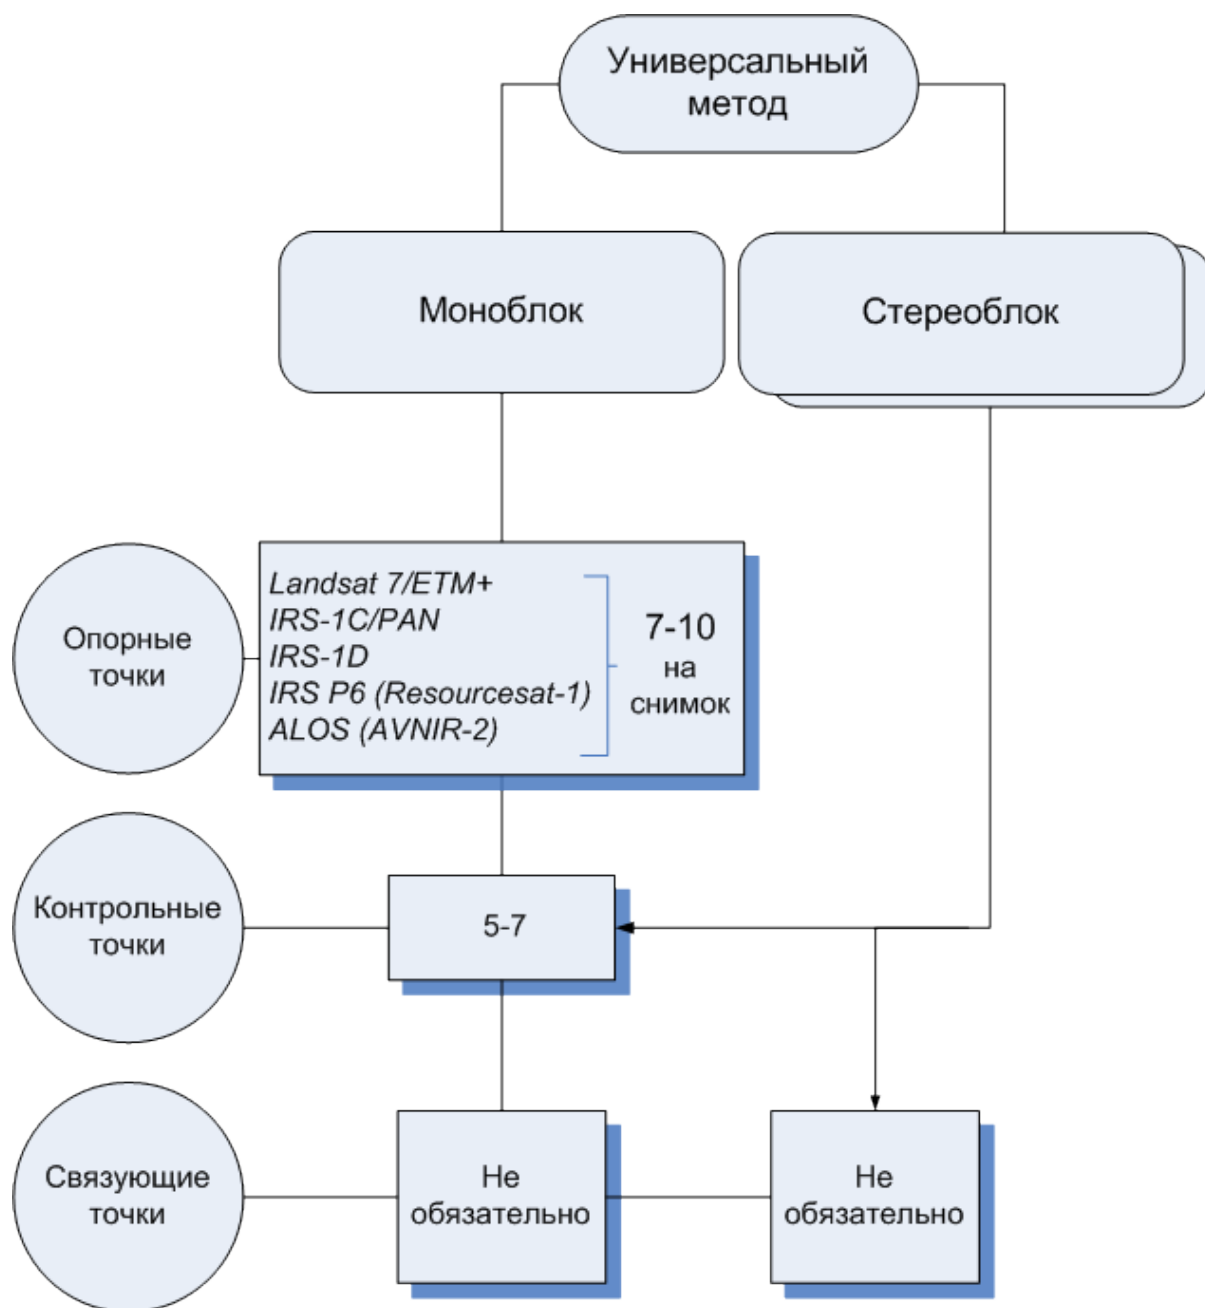 Универсальный
метод
Моноблок
Стереоблок
Опорные
точки
Landsat 7/ETM+
IRS-1C/PAN
IRS-1D
IRS P6 (Resourcesat-1)
ALOS (AVNIR-2)
7-10
на
снимок
Контрольные
точки
5-7
Связующие
точки
Не
обязательно
Не
обязательно